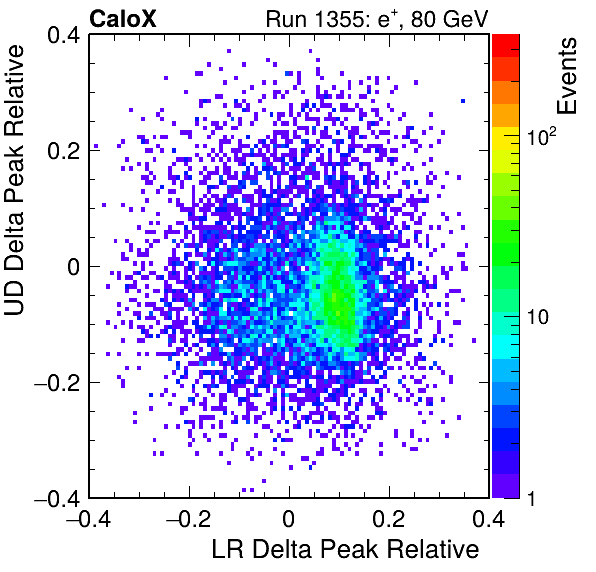 CaloX Run 1355: e⁺, 80 GeV
Events
UD Delta Peak Relative
0.4
0.2
0
−0.2
−0.4
10²
10
1
−0.4 −0.2 0 0.2 0.4
LR Delta Peak Relative